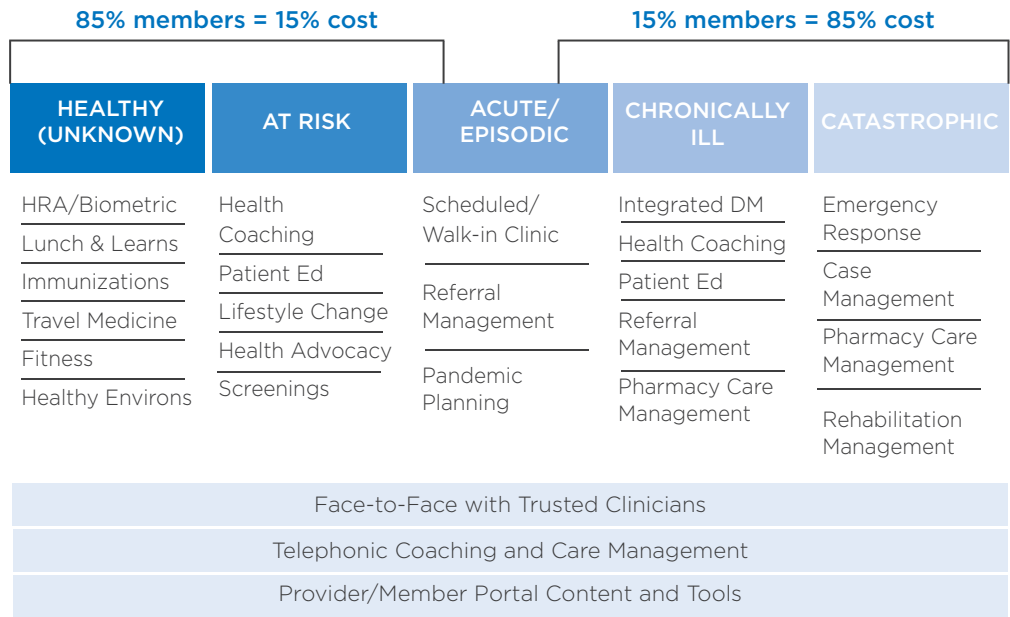 85% members = 15% cost
15% members = 85% cost
HEALTHY
(UNKNOWN)
AT RISK
ACUTE/
EPISODIC
CHRONICALLY
ILL
CATASTROPHIC
HRA/Biometric
Lunch & Learns
Immunizations
Travel Medicine
Fitness
Healthy Environs
Health
Coaching
Patient Ed
Lifestyle Change
Health Advocacy
Screenings
Scheduled/
Walk-in Clinic
Referral
Management
Pandemic
Planning
Integrated DM
Health Coaching
Patient Ed
Referral
Management
Pharmacy Care
Management
Emergency
Response
Case
Management
Pharmacy Care
Management
Rehabilitation
Management
Face-to-Face with Trusted Clinicians
Telephonic Coaching and Care Management
Provider/Member Portal Content and Tools